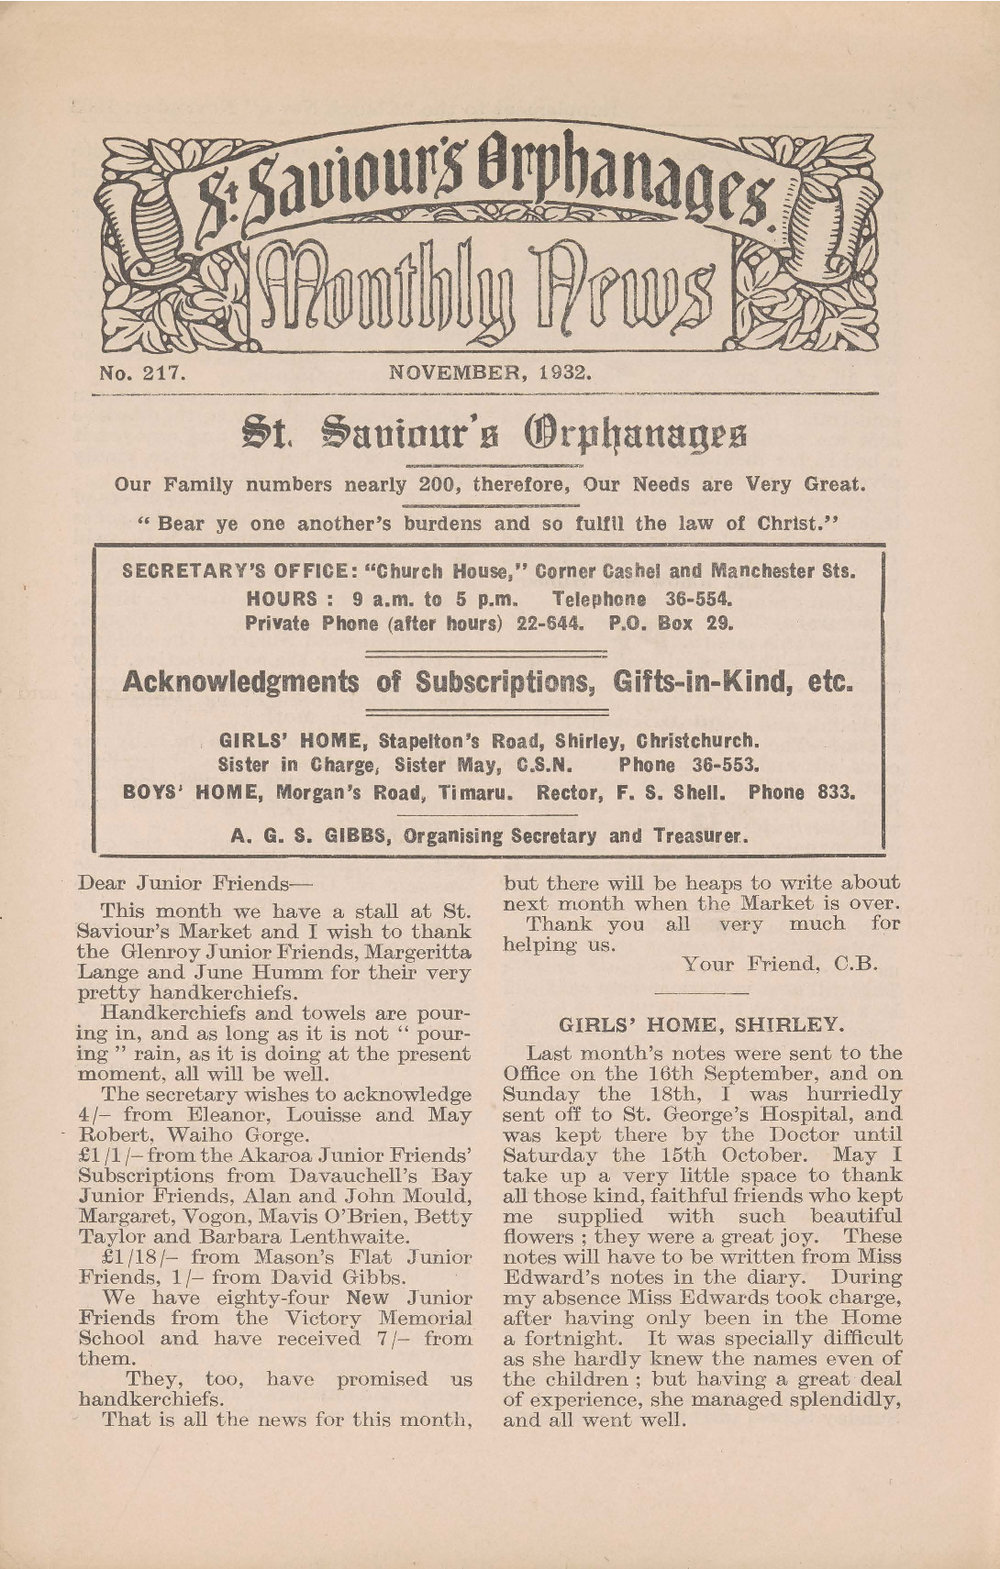 St. Saviour's Orphanages.
Monthly News
No. 217.
NOVEMBER, 1932.
St. Saviour's Orphanages
Our Family numbers nearly 200, therefore, Our Needs are Very Great.
“ Bear ye one another's burdens and so fulfil the law of Christ.”
SECRETARY'S OFFICE: “Church House,” Corner Cashel and Manchester Sts.
HOURS : 9 a.m. to 5 p.m. Telephone 36-554.
Private Phone (after hours) 22-644. P.O. Box 29.
Acknowledgments of Subscriptions, Gifts-in-Kind, etc.
GIRLS' HOME, Stapelton's Road, Shirley, Christchurch.
Sister in Charge, Sister May, C.S.N. Phone 36-553.
BOYS' HOME, Morgan's Road, Timaru. Rector, F. S. Shell. Phone 833.
A. G. S. GIBBS, Organising Secretary and Treasurer.
Dear Junior Friends—
This month we have a stall at St.
Saviour's Market and I wish to thank
the Glenroy Junior Friends, Margeritta
Lange and June Humm for their very
pretty handkerchiefs.
Handkerchiefs and towels are pour-
ing in, and as long as it is not “ pour-
ing ” rain, as it is doing at the present
moment, all will be well.
The secretary wishes to acknowledge
4/– from Eleanor, Louisse and May
Robert, Waiho Gorge.
£1/1/– from the Akaroa Junior Friends'
Subscriptions from Davauchell's Bay
Junior Friends, Alan and John Mould,
Margaret, Vogon, Mavis O'Brien, Betty
Taylor and Barbara Lenthwaite.
£1/18/– from Mason's Flat Junior
Friends, 1/– from David Gibbs.
We have eighty-four New Junior
Friends from the Victory Memorial
School and have received 7/– from
them.
They, too, have promised us
handkerchiefs.
That is all the news for this month,
but there will be heaps to write about
next month when the Market is over.
Thank you all very much for
helping us.
Your Friend, C.B.
GIRLS' HOME, SHIRLEY.
Last month's notes were sent to the
Office on the 16th September, and on
Sunday the 18th, I was hurriedly
sent off to St. George's Hospital, and
was kept there by the Doctor until
Saturday the 15th October. May I
take up a very little space to thank
all those kind, faithful friends who kept
me supplied with such beautiful
flowers ; they were a great joy. These
notes will have to be written from Miss
Edward's notes in the diary. During
my absence Miss Edwards took charge,
after having only been in the Home
a fortnight. It was specially difficult
as she hardly knew the names even of
the children ; but having a great deal
of experience, she managed splendidly,
and all went well.